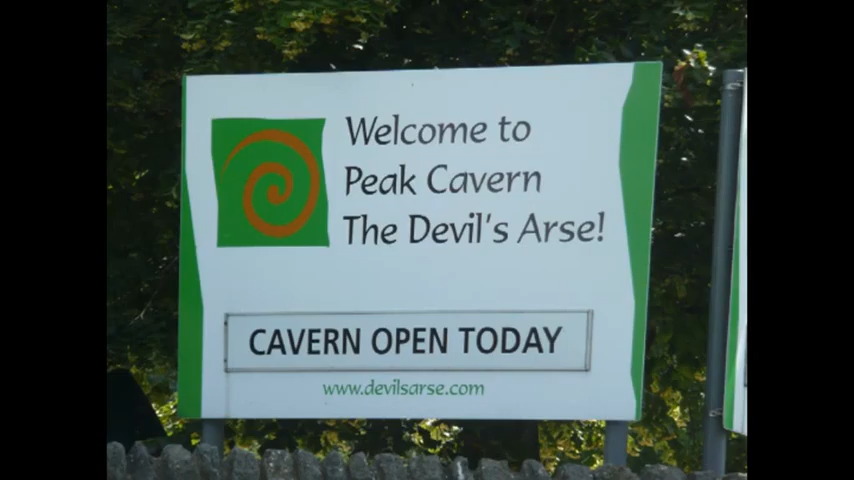 Welcome to
Peak Cavern
The Devil's Arse!
CAVERN OPEN TODAY
www.devilsarse.com